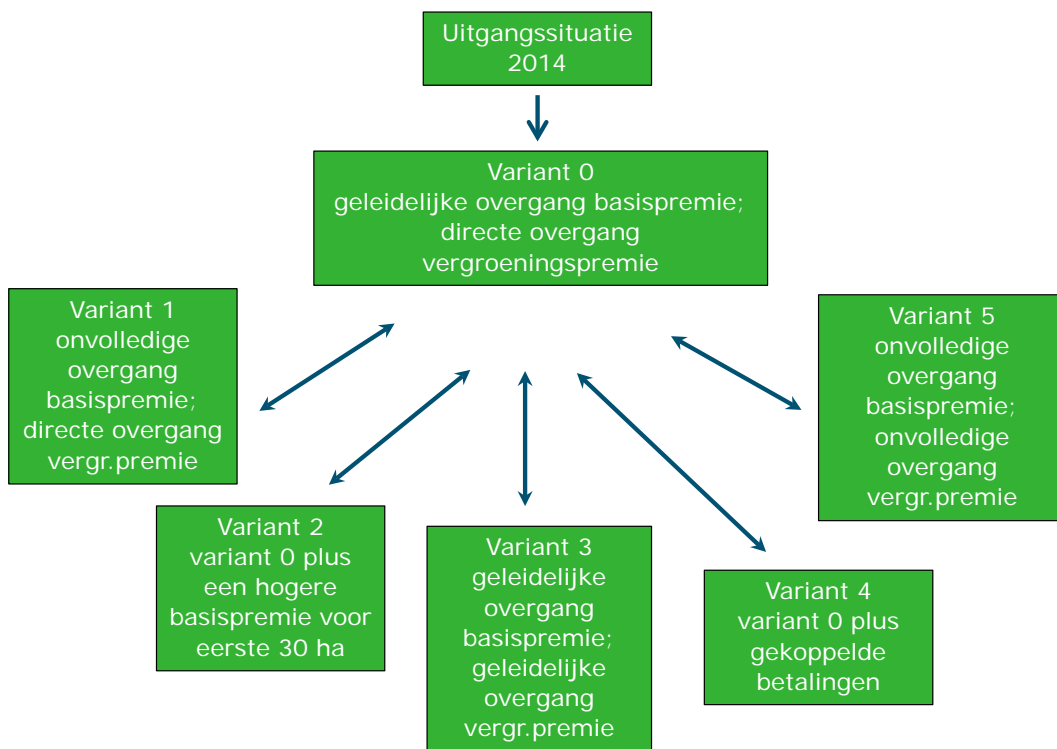 Uitgangssituatie
2014
Variant 0
geleidelijke overgang basispremie;
directe overgang
vergroeningspremie
Variant 1
onvolledige
overgang
basispremie;
directe overgang
vergr.premie
Variant 2
variant 0 plus
een hogere
basispremie voor
eerste 30 ha
Variant 3
geleidelijke
overgang
basispremie;
geleidelijke
overgang
vergr.premie
Variant 4
variant 0 plus
gekoppelde
betalingen
Variant 5
onvolledige
overgang
basispremie;
onvolledige
overgang
vergr.premie